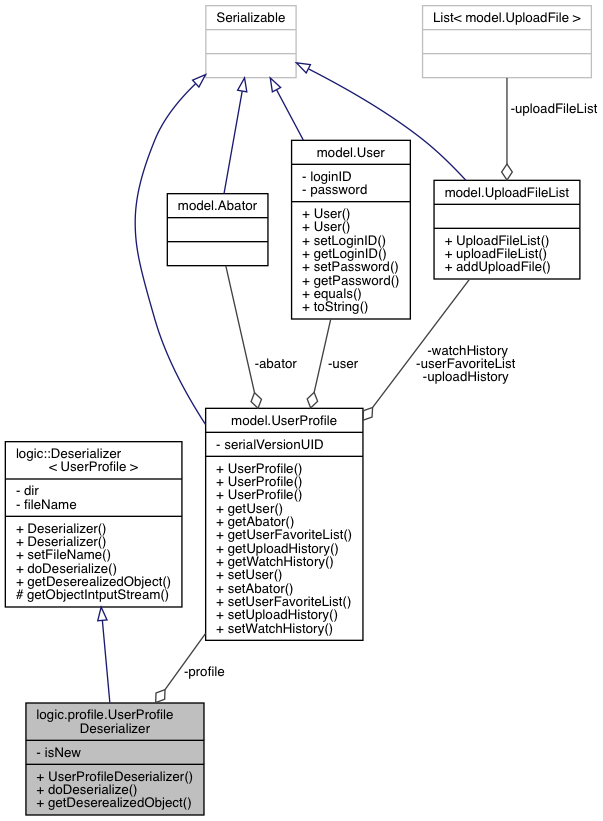 Serializable
List< model.UploadFile >
-uploadFileList
model.User
- loginID
- password
+ User()
+ User()
+ setLoginID()
+ getLoginID()
+ setPassword()
+ getPassword()
+ equals()
+ toString()
model.Abator
model.UploadFileList
+ UploadFileList()
+ uploadFileList()
+ addUploadFile()
-abator
-user
-watchHistory
-userFavoriteList
-uploadHistory
model.UserProfile
- serialVersionUID
+ UserProfile()
+ UserProfile()
+ UserProfile()
+ getUser()
+ getAbator()
+ getUserFavoriteList()
+ getUploadHistory()
+ getWatchHistory()
+ setUser()
+ setAbator()
+ setUserFavoriteList()
+ setUploadHistory()
+ setWatchHistory()
logic::Deserializer
< UserProfile >
- dir
- fileName
+ Deserializer()
+ Deserializer()
+ setFileName()
+ doDeserialize()
+ getDeserealizedObject()
# getObjectIntputStream()
-profile
logic.profile.UserProfile
Deserializer
- isNew
+ UserProfileDeserializer()
+ doDeserialize()
+ getDeserealizedObject()